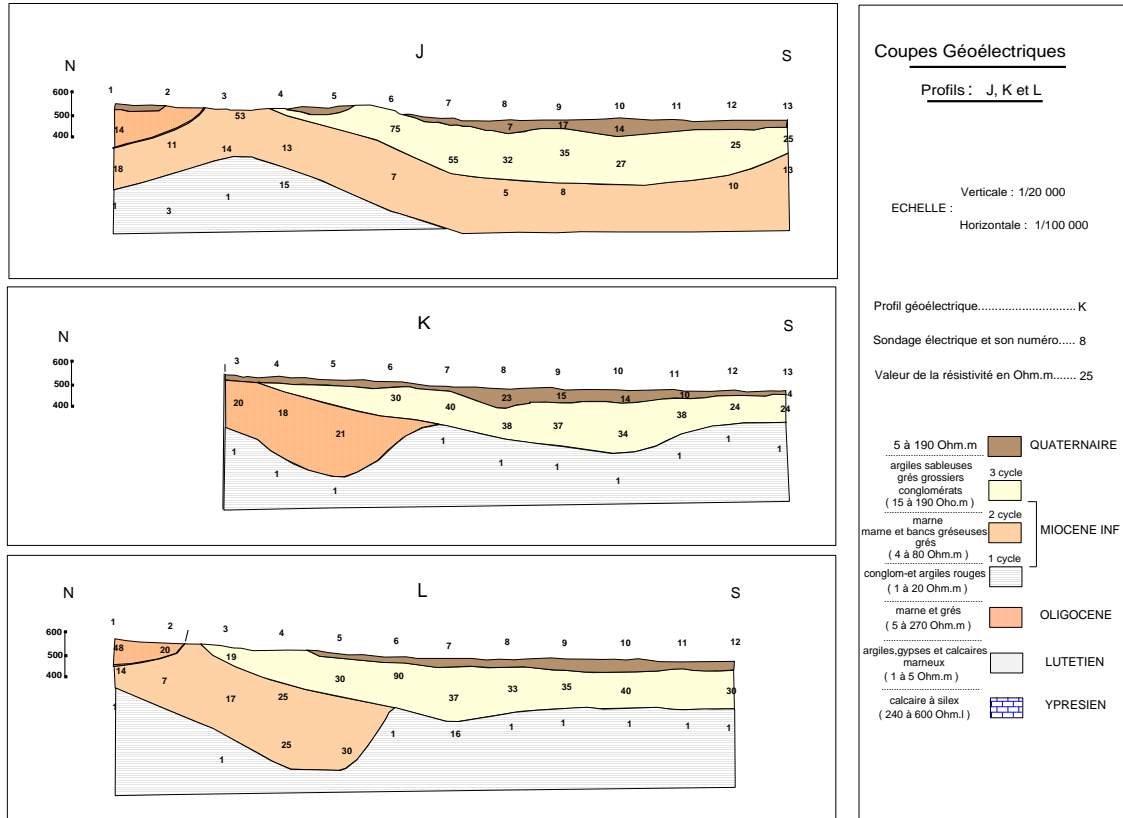 J
N
S
1 2 3 4 5 6 7 8 9 10 11 12 13
600
500
400
53
14
75
7
17
14
25
25
11
14
13
55
32
35
27
18
7
5
8
10
13
1
3
1
15
K
N
S
3 4 5 6 7 8 9 10 11 12 13
600
500
400
20
18
21
30
40
23
15
14
10
4
38
37
34
38
24
24
1
1
1
1
1
1
1
1
1
1
L
N
S
1 2 3 4 5 6 7 8 9 10 11 12
600
500
400
48
20
19
14
7
17
25
30
90
37
33
35
40
30
25
30
1
1
1
16
1
1
1
1
1
Coupes Géoélectriques
Profils : J, K et L
Verticale : 1/20 000
ECHELLE :
Horizontale : 1/100 000
Profil géoélectrique............................ K
Sondage électrique et son numéro..... 8
Valeur de la résistivité en Ohm.m....... 25
5 à 190 Ohm.m QUATERNAIRE
argiles sableuses
grés grossiers
conglomérats
( 15 à 190 Oho.m )
3 cycle
marne
marne et bancs gréseuses
grés
( 4 à 80 Ohm.m )
2 cycle
MIOCENE INF
1 cycle
conglom-et argiles rouges
( 1 à 20 Ohm.m )
marne et grés
( 5 à 270 Ohm.m )
OLIGOCENE
argiles,gypses et calcaires
marneux
( 1 à 5 Ohm.m )
LUTETIEN
calcaire à silex
( 240 à 600 Ohm.l )
YPRESIEN